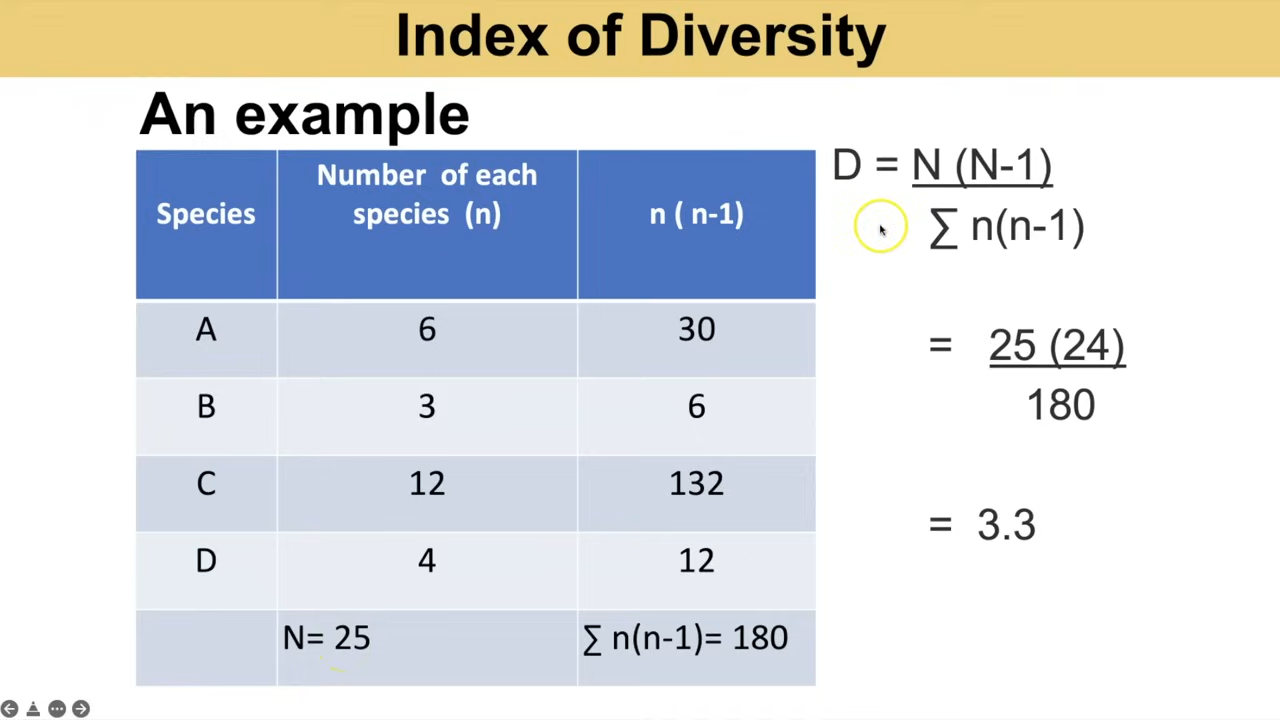 Index of Diversity
An example
Species
Number of each
species (n)
n ( n-1)
A 6 30
B 3 6
C 12 132
D 4 12
N= 25 ∑ n(n-1)= 180
D = N (N-1)
∑ n(n-1)
= 25 (24)
180
= 3.3